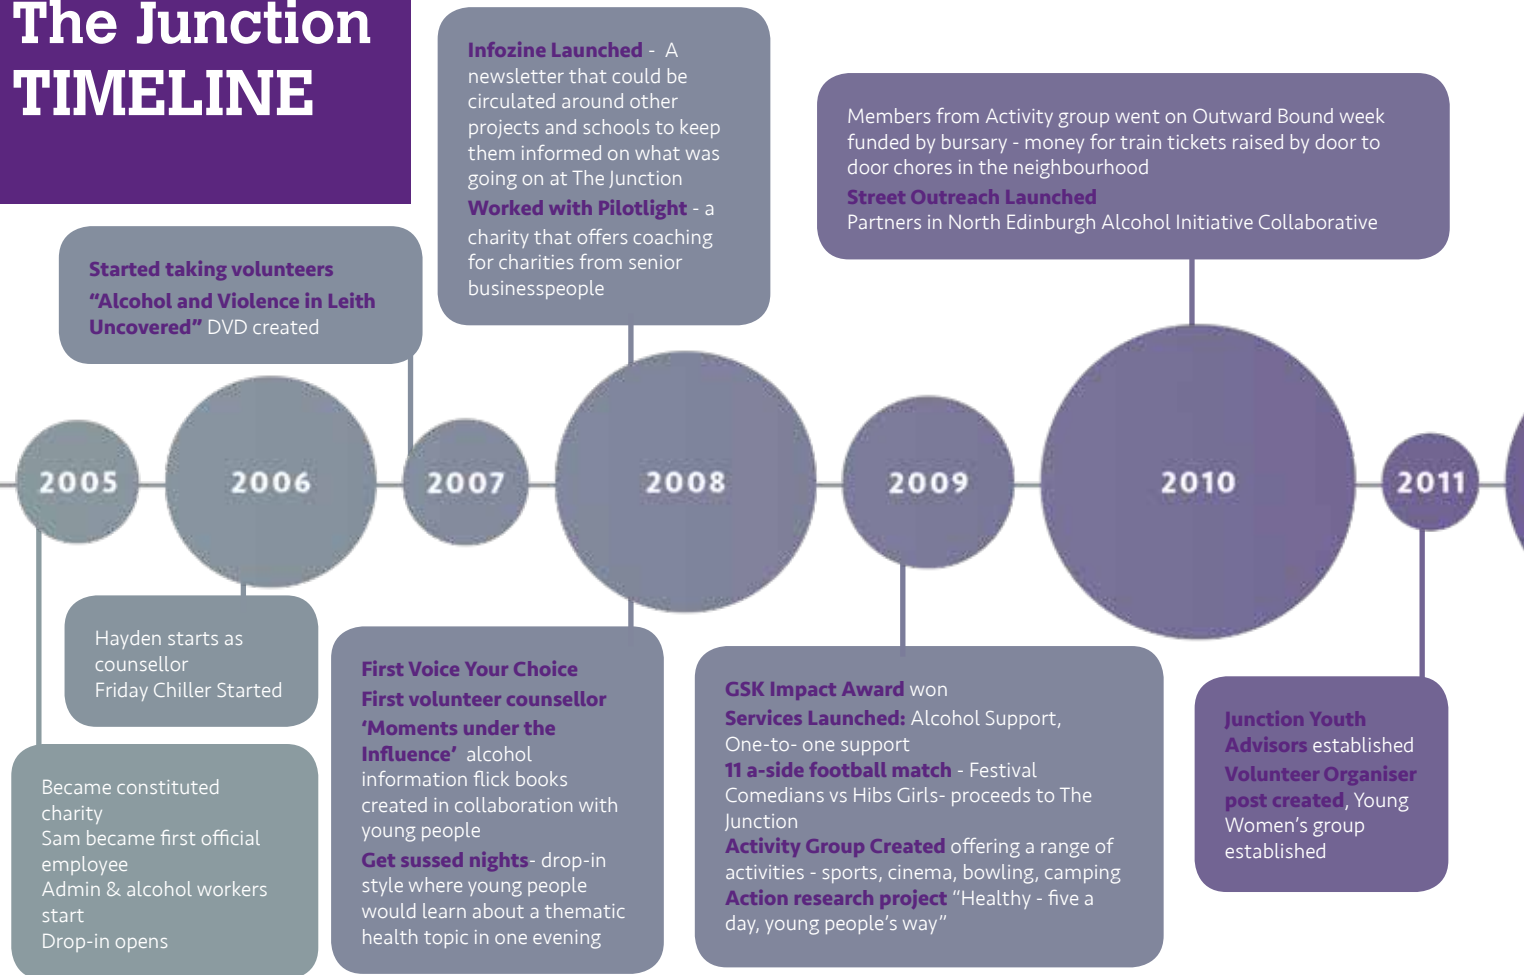 The Junction
TIMELINE
Infozine Launched - A
newsletter that could be
circulated around other
projects and schools to keep
them informed on what was
going on at The Junction
Worked with Pilotlight - a
charity that offers coaching
for charities from senior
businesspeople
Members from Activity group went on Outward Bound week
funded by bursary - money for train tickets raised by door to
door chores in the neighbourhood
Street Outreach Launched
Partners in North Edinburgh Alcohol Initiative Collaborative
Started taking volunteers
“Alcohol and Violence in Leith
Uncovered” DVD created
2005
2006
2007
2008
2009
2010
2011
Hayden starts as
counsellor
Friday Chiller Started
Became constituted
charity
Sam became first official
employee
Admin & alcohol workers
start
Drop-in opens
First Voice Your Choice
First volunteer counsellor
‘Moments under the
Influence’ alcohol
information flick books
created in collaboration with
young people
Get sussed nights- drop-in
style where young people
would learn about a thematic
health topic in one evening
GSK Impact Award won
Services Launched: Alcohol Support,
One-to- one support
11 a-side football match - Festival
Comedians vs Hibs Girls- proceeds to The
Junction
Activity Group Created offering a range of
activities - sports, cinema, bowling, camping
Action research project “Healthy - five a
day, young people’s way”
Junction Youth
Advisors established
Volunteer Organiser
post created, Young
Women’s group
established